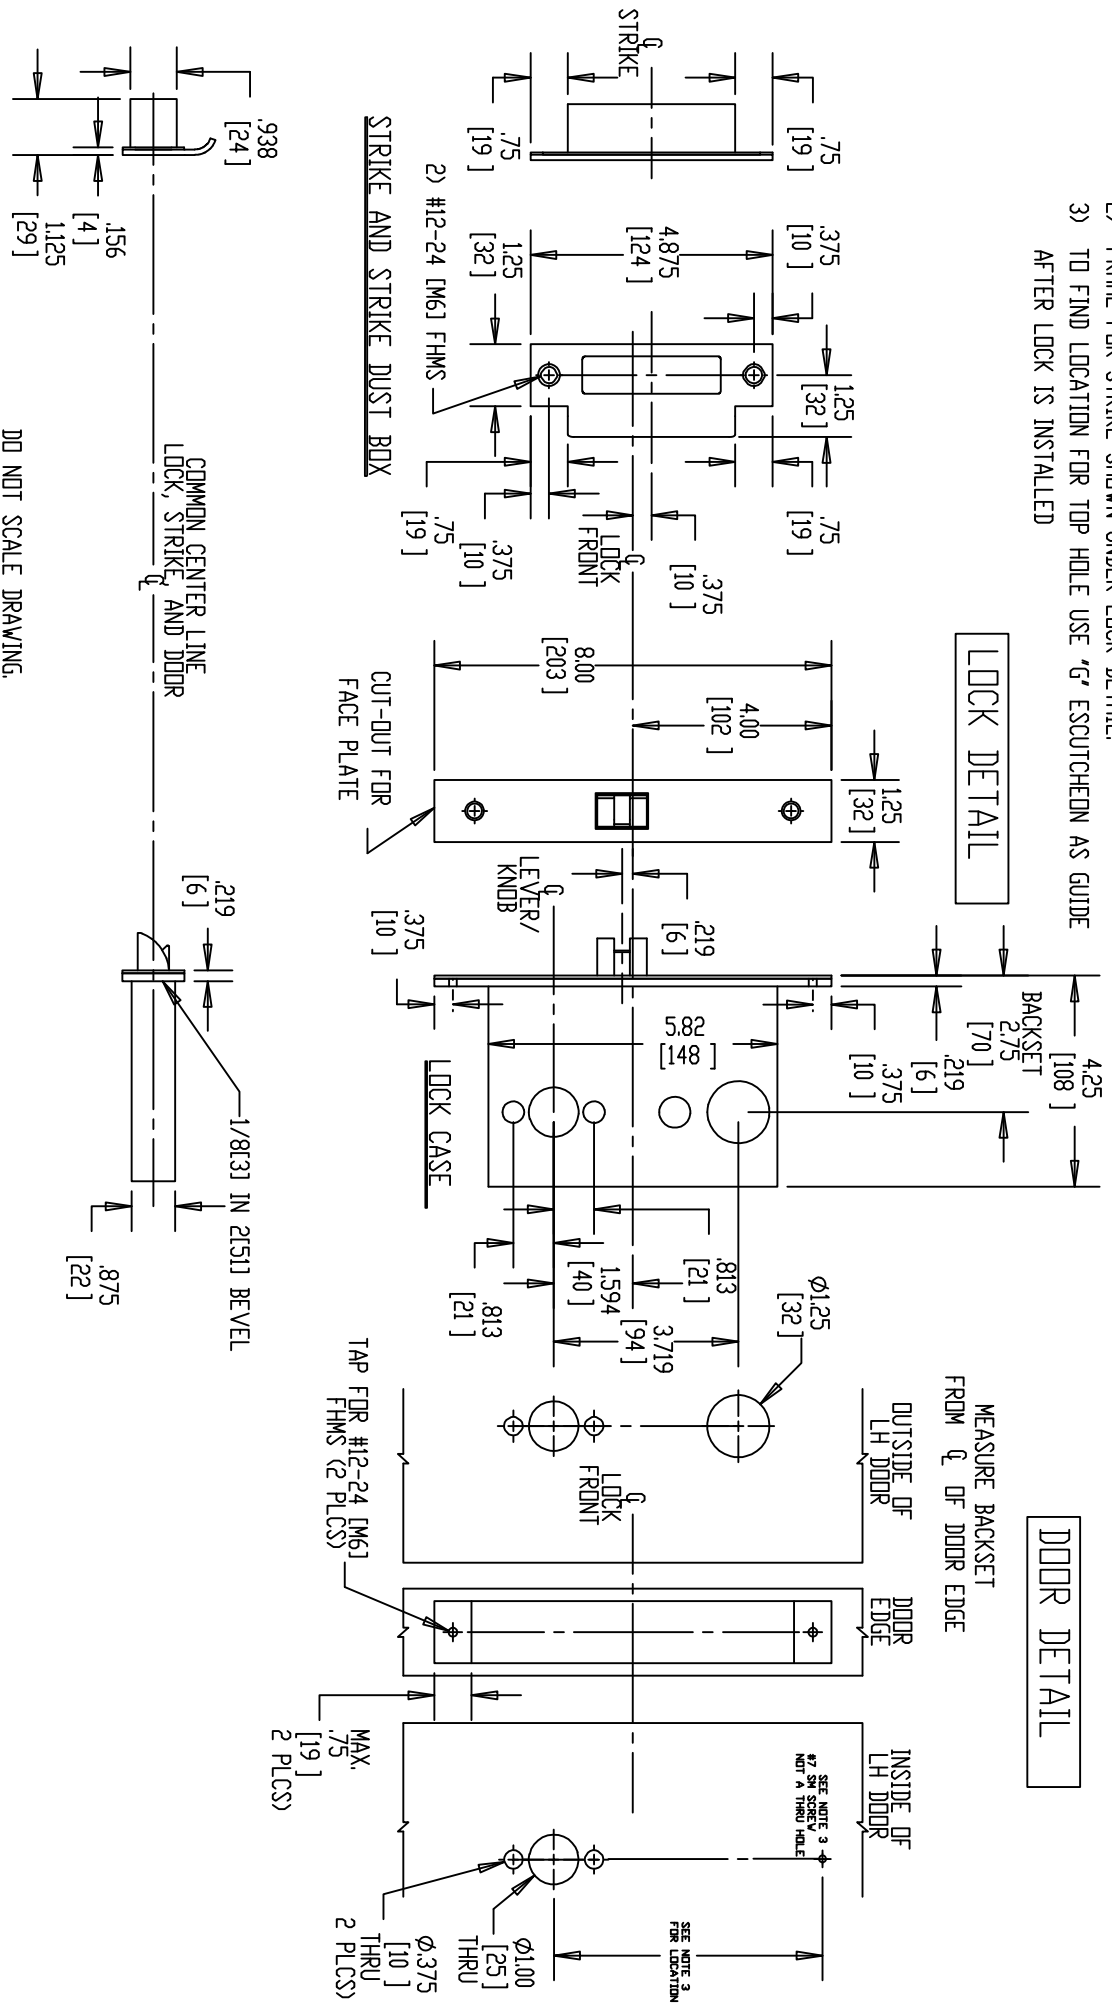 3) TO FIND LOCATION FOR TOP HOLE USE "G" ESCUTCHEON AS GUIDE
AFTER LOCK IS INSTALLED
LOCK DETAIL
DOOR DETAIL
MEASURE BACKSET
FROM ℄ OF DOOR EDGE
℄
STRIKE
.75
[19 ]
.75
[19 ]
STRIKE AND STRIKE DUST BOX
2) #12-24 [M6] FHMS
.375
[10 ]
4.875
[124 ]
1.25
[32 ]
1.25
[32 ]
.75
[19 ]
.375
[10 ]
℄
LOCK
FRONT
.375
[10 ]
.75
[19 ]
8.00
[203 ]
4.00
[102 ]
1.25
[32 ]
CUT-OUT FOR
FACE PLATE
℄
LEVER/
KNOB
.219
[6 ]
.375
[10 ]
4.25
[108 ]
BACKSET
2.75
[70 ]
.219
[6 ]
.375
[10 ]
5.82
[148 ]
LOCK CASE
.813
[21 ]
1.594
[40 ]
.813
[21 ]
3.719
[94 ]
Ø1.25
[32 ]
OUTSIDE OF
LH DOOR
℄
LOCK
FRONT
TAP FOR #12-24 [M6]
FHMS (2 PLCS)
DOOR
EDGE
MAX.
.75
[19 ]
2 PLCS)
INSIDE OF
LH DOOR
SEE NOTE 3
#7 SM SCREW
NOT A THRU HOLE
SEE NOTE 3
FOR LOCATION
Ø1.00
[25 ]
THRU
Ø.375
[10 ]
THRU
2 PLCS)
.938
[24 ]
.156
[4 ]
1.125
[29 ]
COMMON CENTER LINE
LOCK, STRIKE, AND DOOR
℄
.219
[6 ]
1/8[3] IN 2[51] BEVEL
.875
[22 ]
DO NOT SCALE DRAWING.